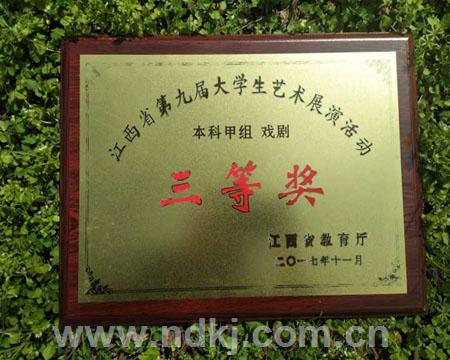 江西省第九届大学生艺术展演活动
本科甲组 戏剧
三等奖
江西省教育厅
二〇一七年十一月
www.ndkj.com.cn